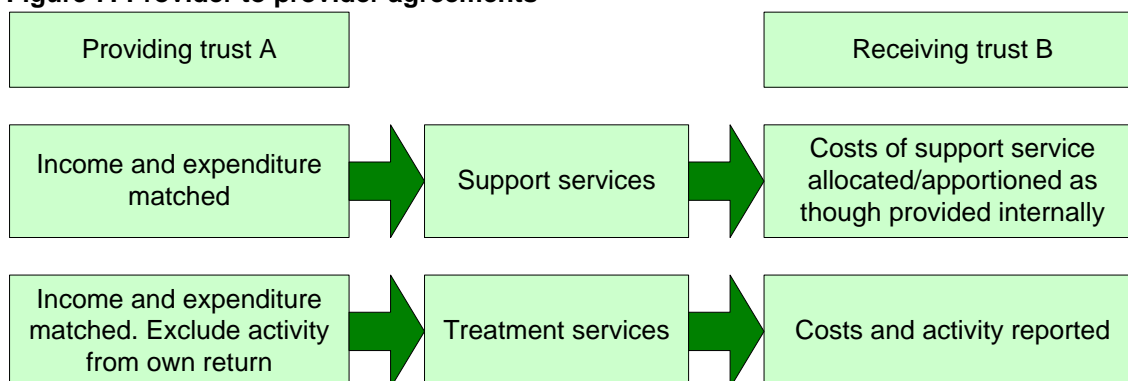 Figure Provider to provider agreements
Providing trust A
Receiving trust B
Income and expenditure
matched
Support services
Costs of support service
allocated/apportioned as
though provided internally
Income and expenditure
matched. Exclude activity
from own return
Treatment services
Costs and activity reported